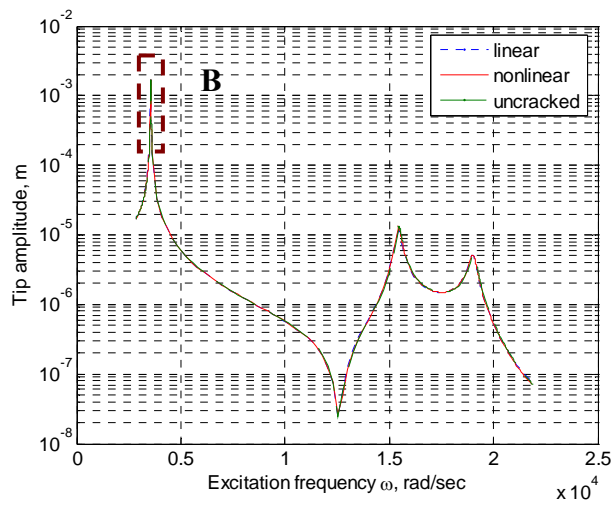 10^-2
10^-3
10^-4
10^-5
10^-6
10^-7
10^-8
Tip amplitude, m
B
linear
nonlinear
uncracked
0 0.5 1 1.5 2 2.5
x 10^4
Excitation frequency ω, rad/sec